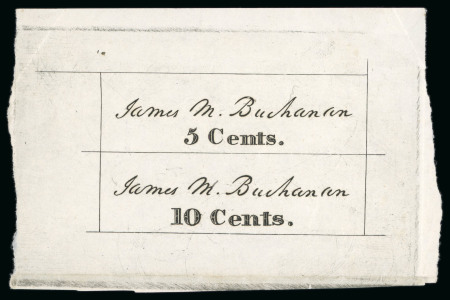 James M. Buchanan
5 Cents.
James M. Buchanan
10 Cents.